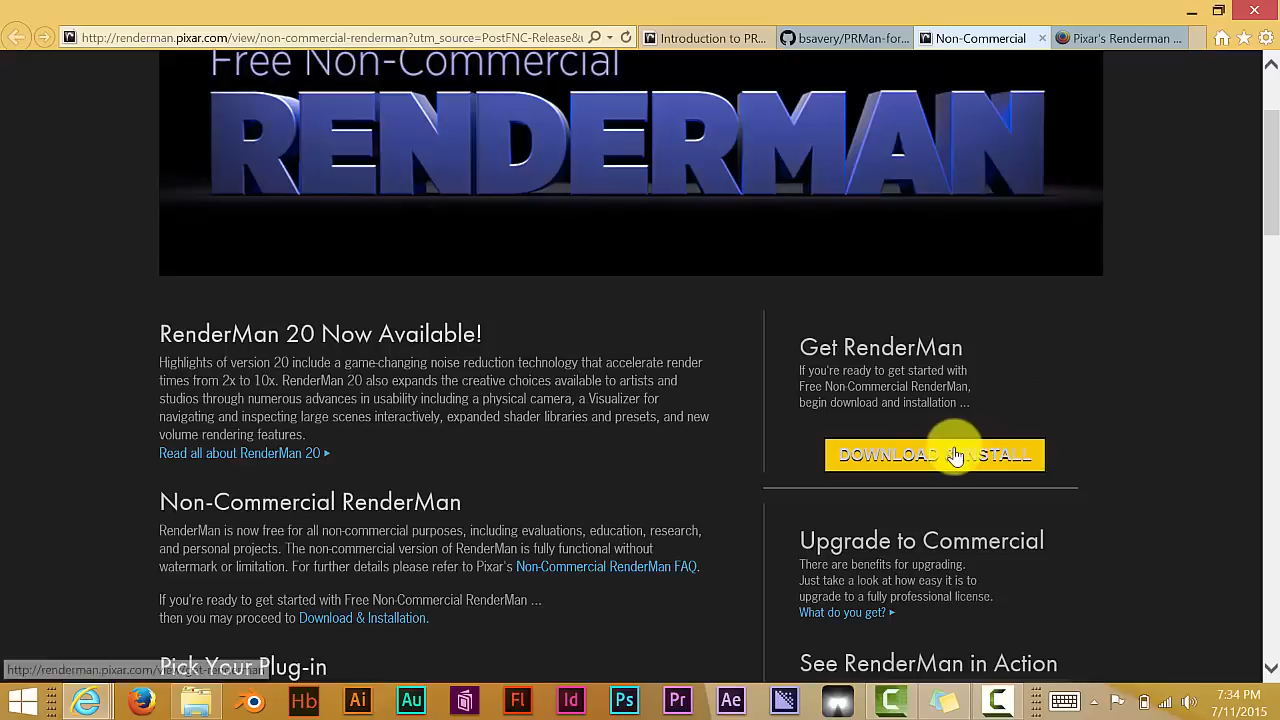 http://renderman.pixar.com/view/non-commercial-renderman?utm_source=PostFNC-Release&u
Introduction to PR...
bsavery/PRMan-for...
Non-Commercial
Pixar's Renderman ...
Free Non-Commercial
RENDERMAN
RenderMan 20 Now Available!
Highlights of version 20 include a game-changing noise reduction technology that accelerate render
times from 2x to 10x. RenderMan 20 also expands the creative choices available to artists and
studios through numerous advances in usability including a physical camera, a Visualizer for
navigating and inspecting large scenes interactively, expanded shader libraries and presets, and new
volume rendering features.
Read all about RenderMan 20
Non-Commercial RenderMan
RenderMan is now free for all non-commercial purposes, including evaluations, education, research,
and personal projects. The non-commercial version of RenderMan is fully functional without
watermark or limitation. For further details please refer to Pixar's Non-Commercial RenderMan FAQ.
If you're ready to get started with Free Non-Commercial RenderMan ...
then you may proceed to Download & Installation.
Pick Your Plug-in
Get RenderMan
If you're ready to get started with
Free Non-Commercial RenderMan,
begin download and installation ...
DOWNLOAD INSTALL
Upgrade to Commercial
There are benefits for upgrading.
Just take a look at how easy it is to
upgrade to a fully professional license.
What do you get?
See RenderMan in Action
http://renderman.pixar.com/view/get-renderman
Hb
Ai
Au
Fl
Id
Ps
Pr
Ae
7:34 PM
7/11/2015